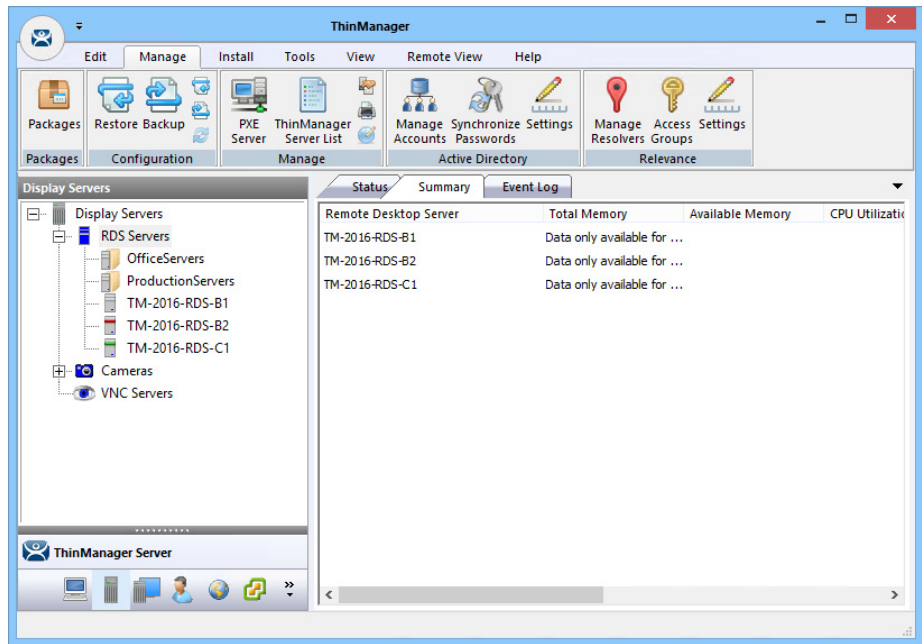 ThinManager
Edit Manage Install Tools View Remote View Help
Packages
Restore Backup
PXE Server
ThinManager Server List
Manage Accounts
Synchronize Passwords
Settings
Manage Resolvers
Access Groups
Settings
Packages Configuration Manage Active Directory Relevance
Display Servers
Display Servers
RDS Servers
OfficeServers
ProductionServers
TM-2016-RDS-B1
TM-2016-RDS-B2
TM-2016-RDS-C1
Cameras
VNC Servers
ThinManager Server
Status Summary Event Log
Remote Desktop Server Total Memory Available Memory CPU Utilizatic
TM-2016-RDS-B1 Data only available for ...
TM-2016-RDS-B2 Data only available for ...
TM-2016-RDS-C1 Data only available for ...